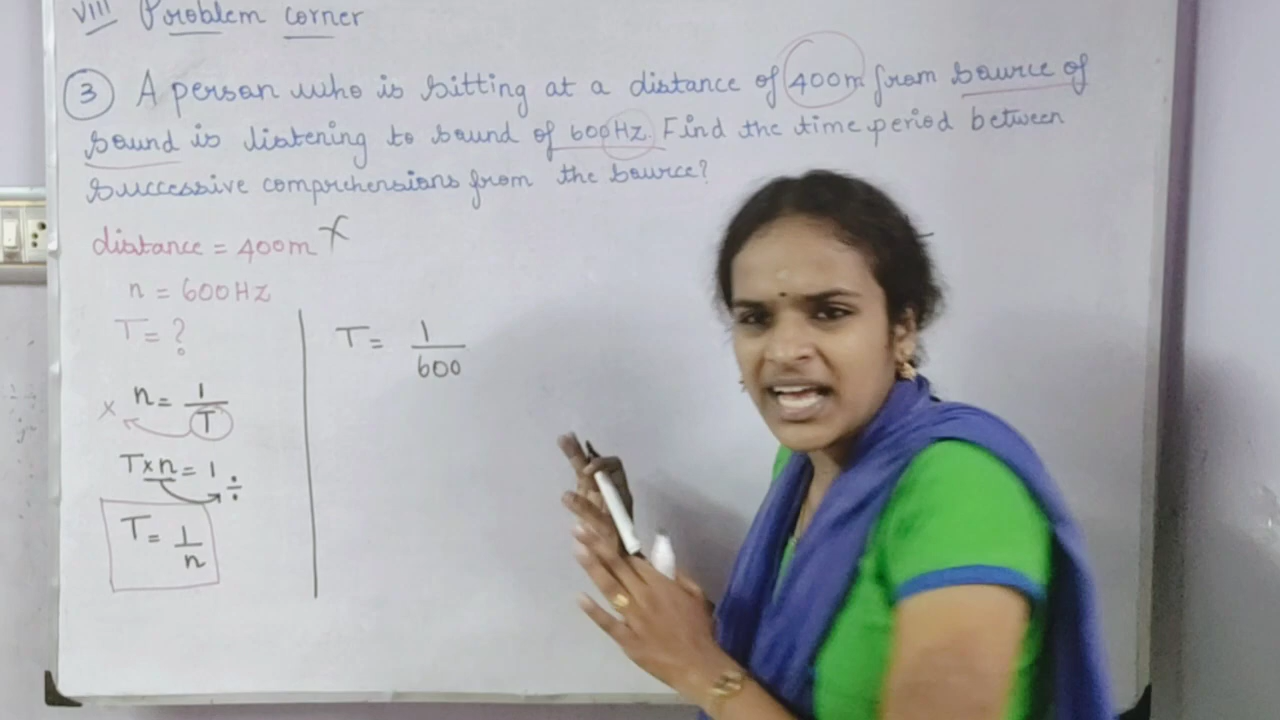 VIII Problem corner
3 A person who is sitting at a distance of 400m from source of
sound is listening to sound of 600Hz. Find the time period between
successive comprehensions from the source?
distance = 400m ×
n = 600Hz
T = ?
× n = 1/T
T×n = 1 ÷
T = 1/n
T = 1/600